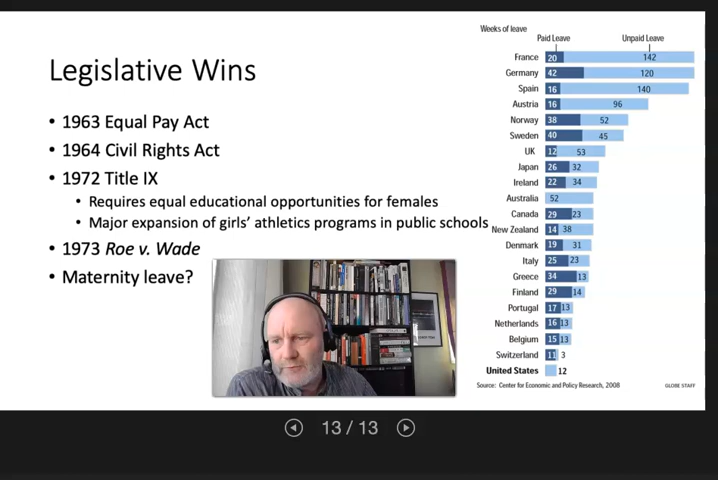 Legislative Wins
• 1963 Equal Pay Act
• 1964 Civil Rights Act
• 1972 Title IX
• Requires equal educational opportunities for females
• Major expansion of girls' athletics programs in public schools
• 1973 Roe v. Wade
• Maternity leave?
Weeks of leave
Paid Leave Unpaid Leave
France 20 142
Germany 42 120
Spain 16 140
Austria 16 96
Norway 38 52
Sweden 40 45
UK 12 53
Japan 26 32
Ireland 22 34
Australia 52
Canada 29 23
New Zealand 14 38
Denmark 19 31
Italy 25 23
Greece 34 13
Finland 29 14
Portugal 17 13
Netherlands 16 13
Belgium 15 13
Switzerland 11 3
United States 12
Source: Center for Economic and Policy Research, 2008 GLOBE STAFF
13 / 13